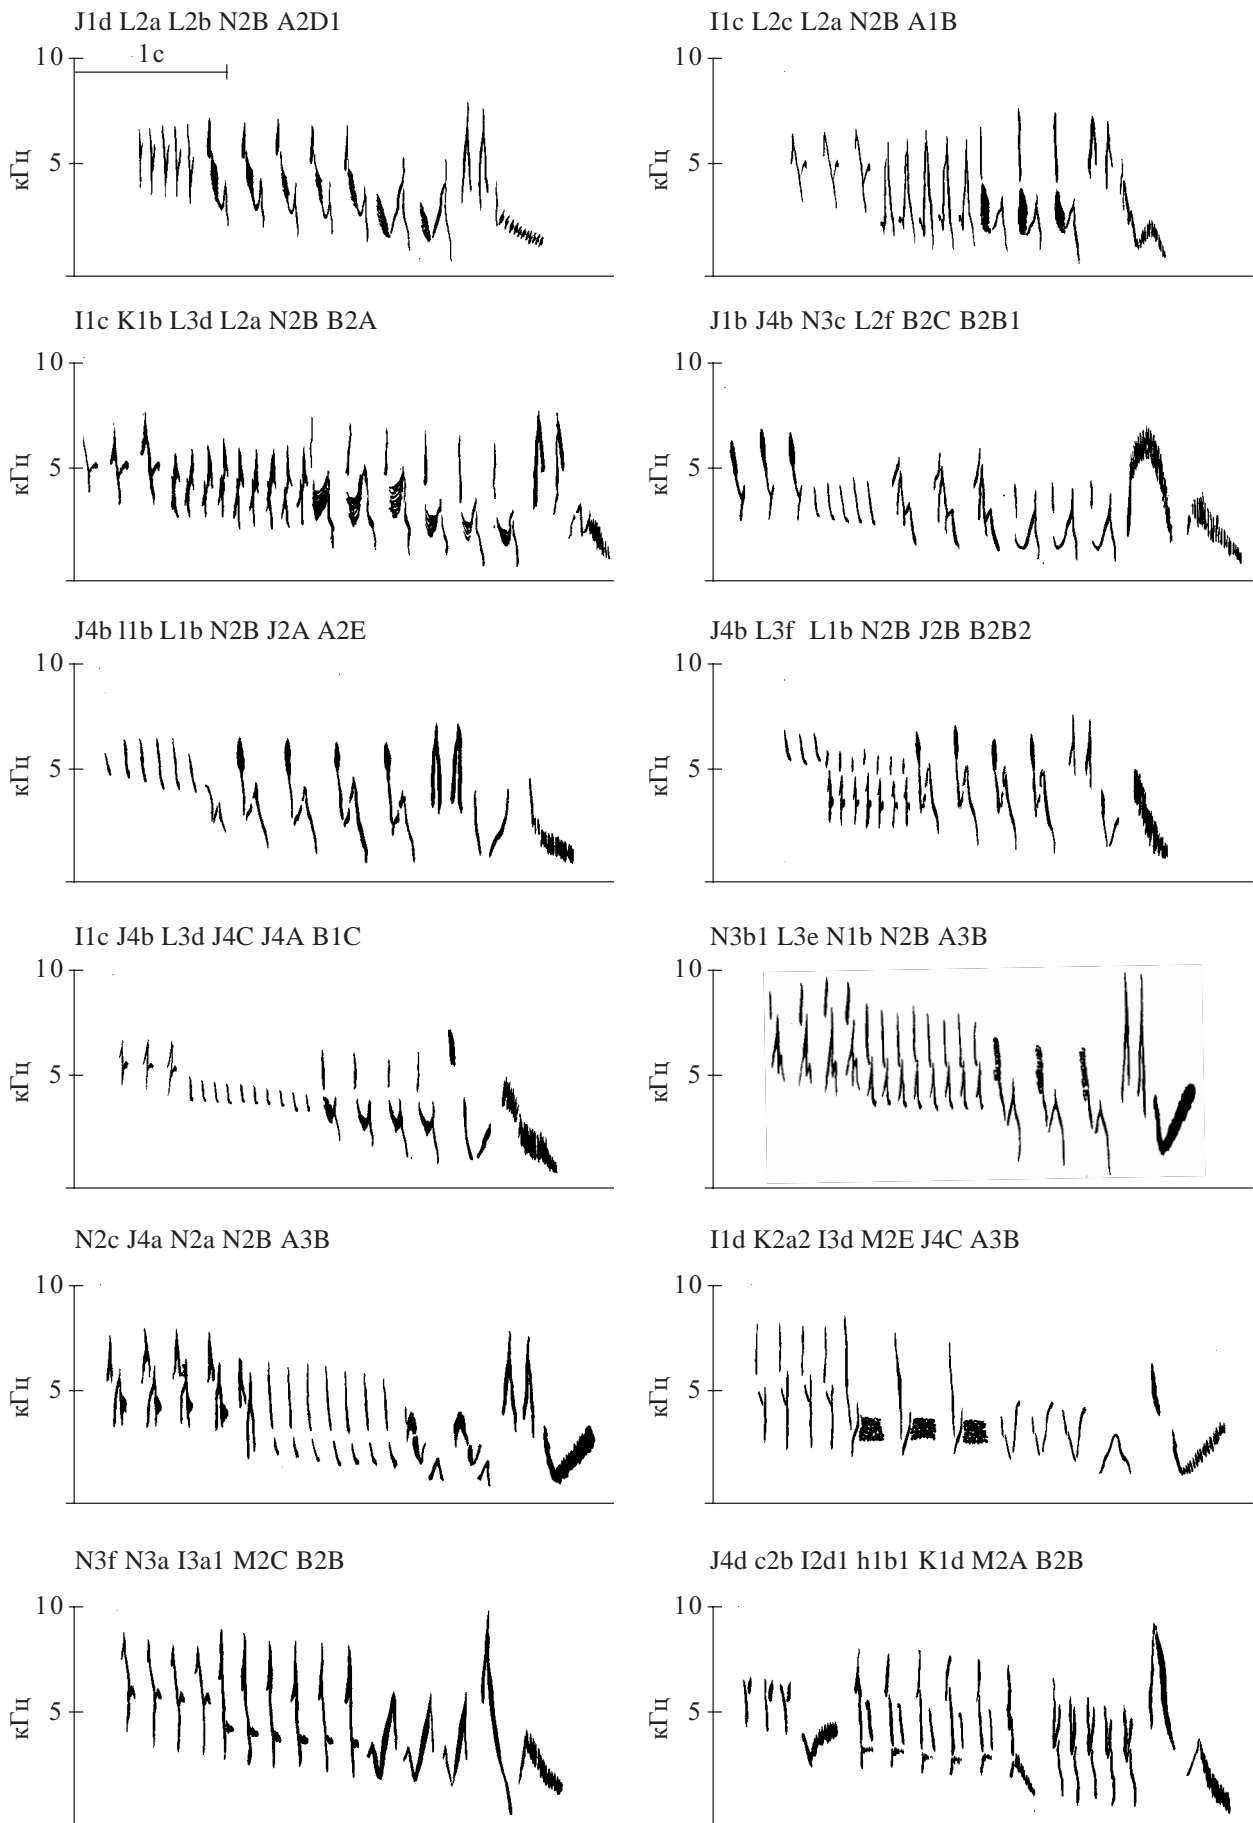 J1d L2a L2b N2B A2D1
10
1с
5
кГц
I1c L2c L2a N2B A1B
10
5
кГц
I1c K1b L3d L2a N2B B2A
10
5
кГц
J1b J4b N3c L2f B2C B2B1
10
5
кГц
J4b l1b L1b N2B J2A A2E
10
5
кГц
J4b L3f L1b N2B J2B B2B2
10
5
кГц
I1c J4b L3d J4C J4A B1C
10
5
кГц
N3b1 L3e N1b N2B A3B
10
5
кГц
N2c J4a N2a N2B A3B
10
5
кГц
I1d K2a2 I3d M2E J4C A3B
10
5
кГц
N3f N3a I3a1 M2C B2B
10
5
кГц
J4d c2b I2d1 h1b1 K1d M2A B2B
10
5
кГц